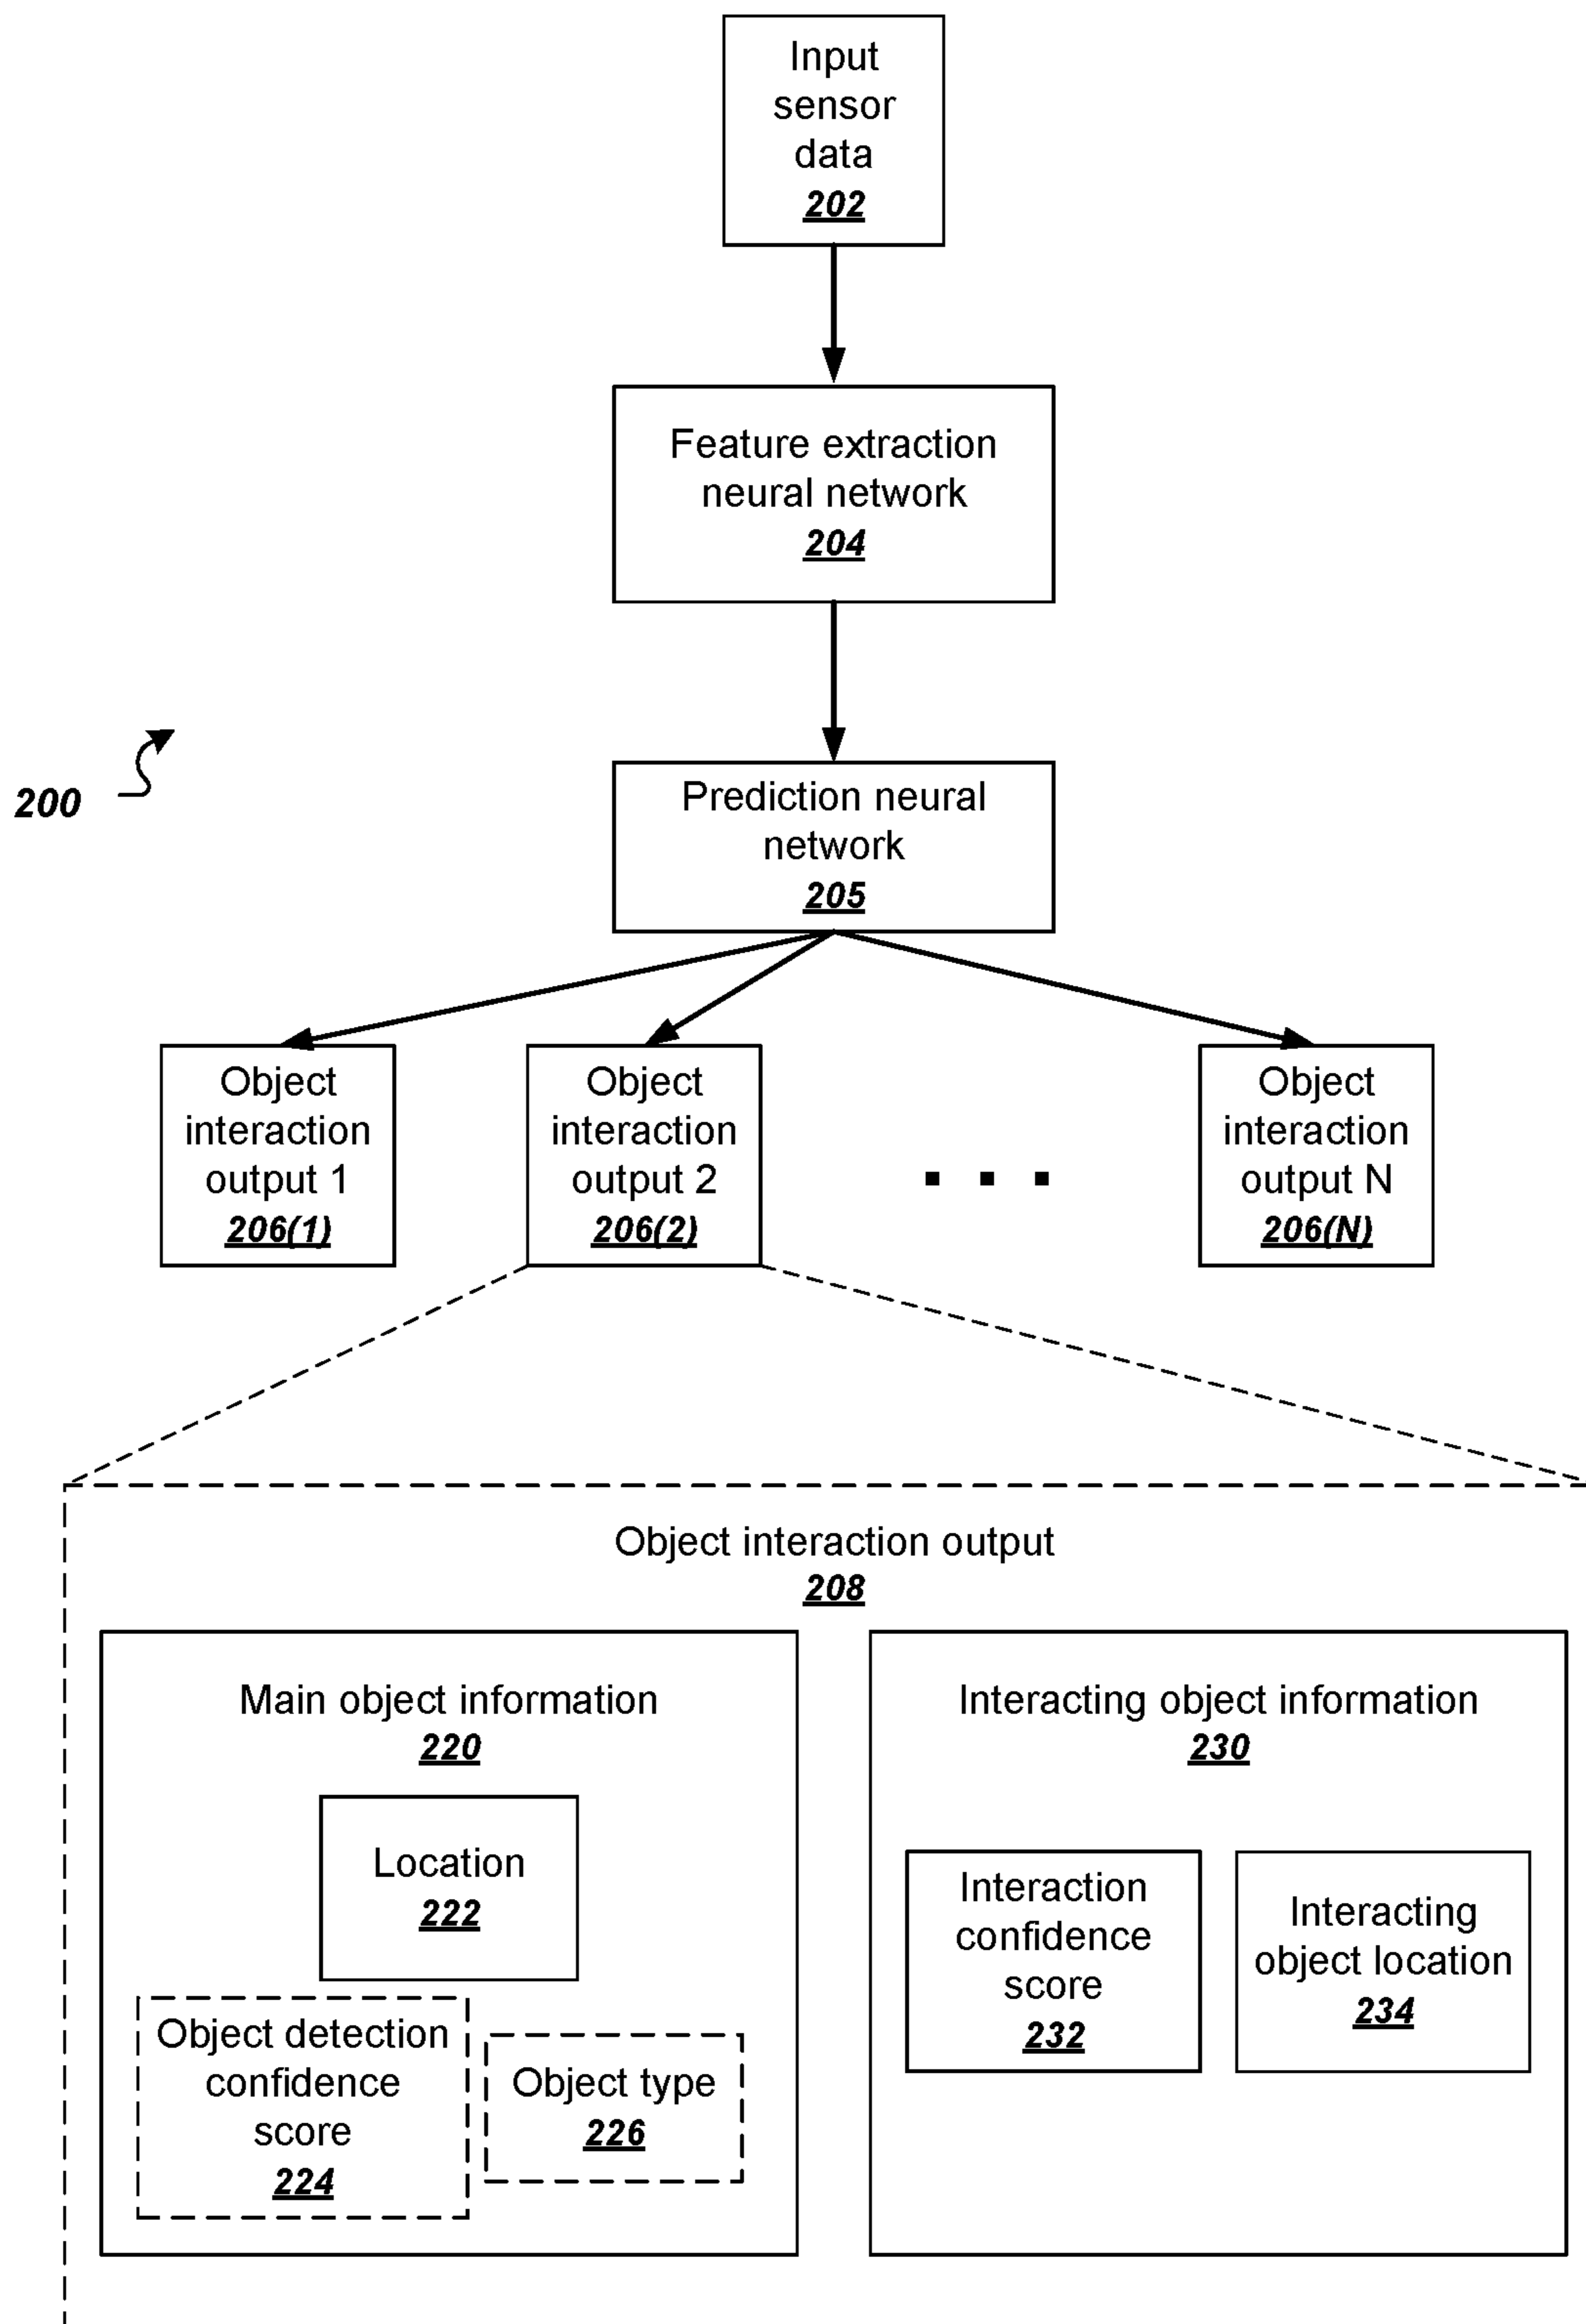 Input
sensor
data
202
Feature extraction
neural network
204
200
Prediction neural
network
205
Object
interaction
output 1
206(1)
Object
interaction
output 2
206(2)
. . .
Object
interaction
output N
206(N)
Object interaction output
208
Main object information
220
Location
222
Object detection
confidence
score
224
Object type
226
Interacting object information
230
Interaction
confidence
score
232
Interacting
object location
234